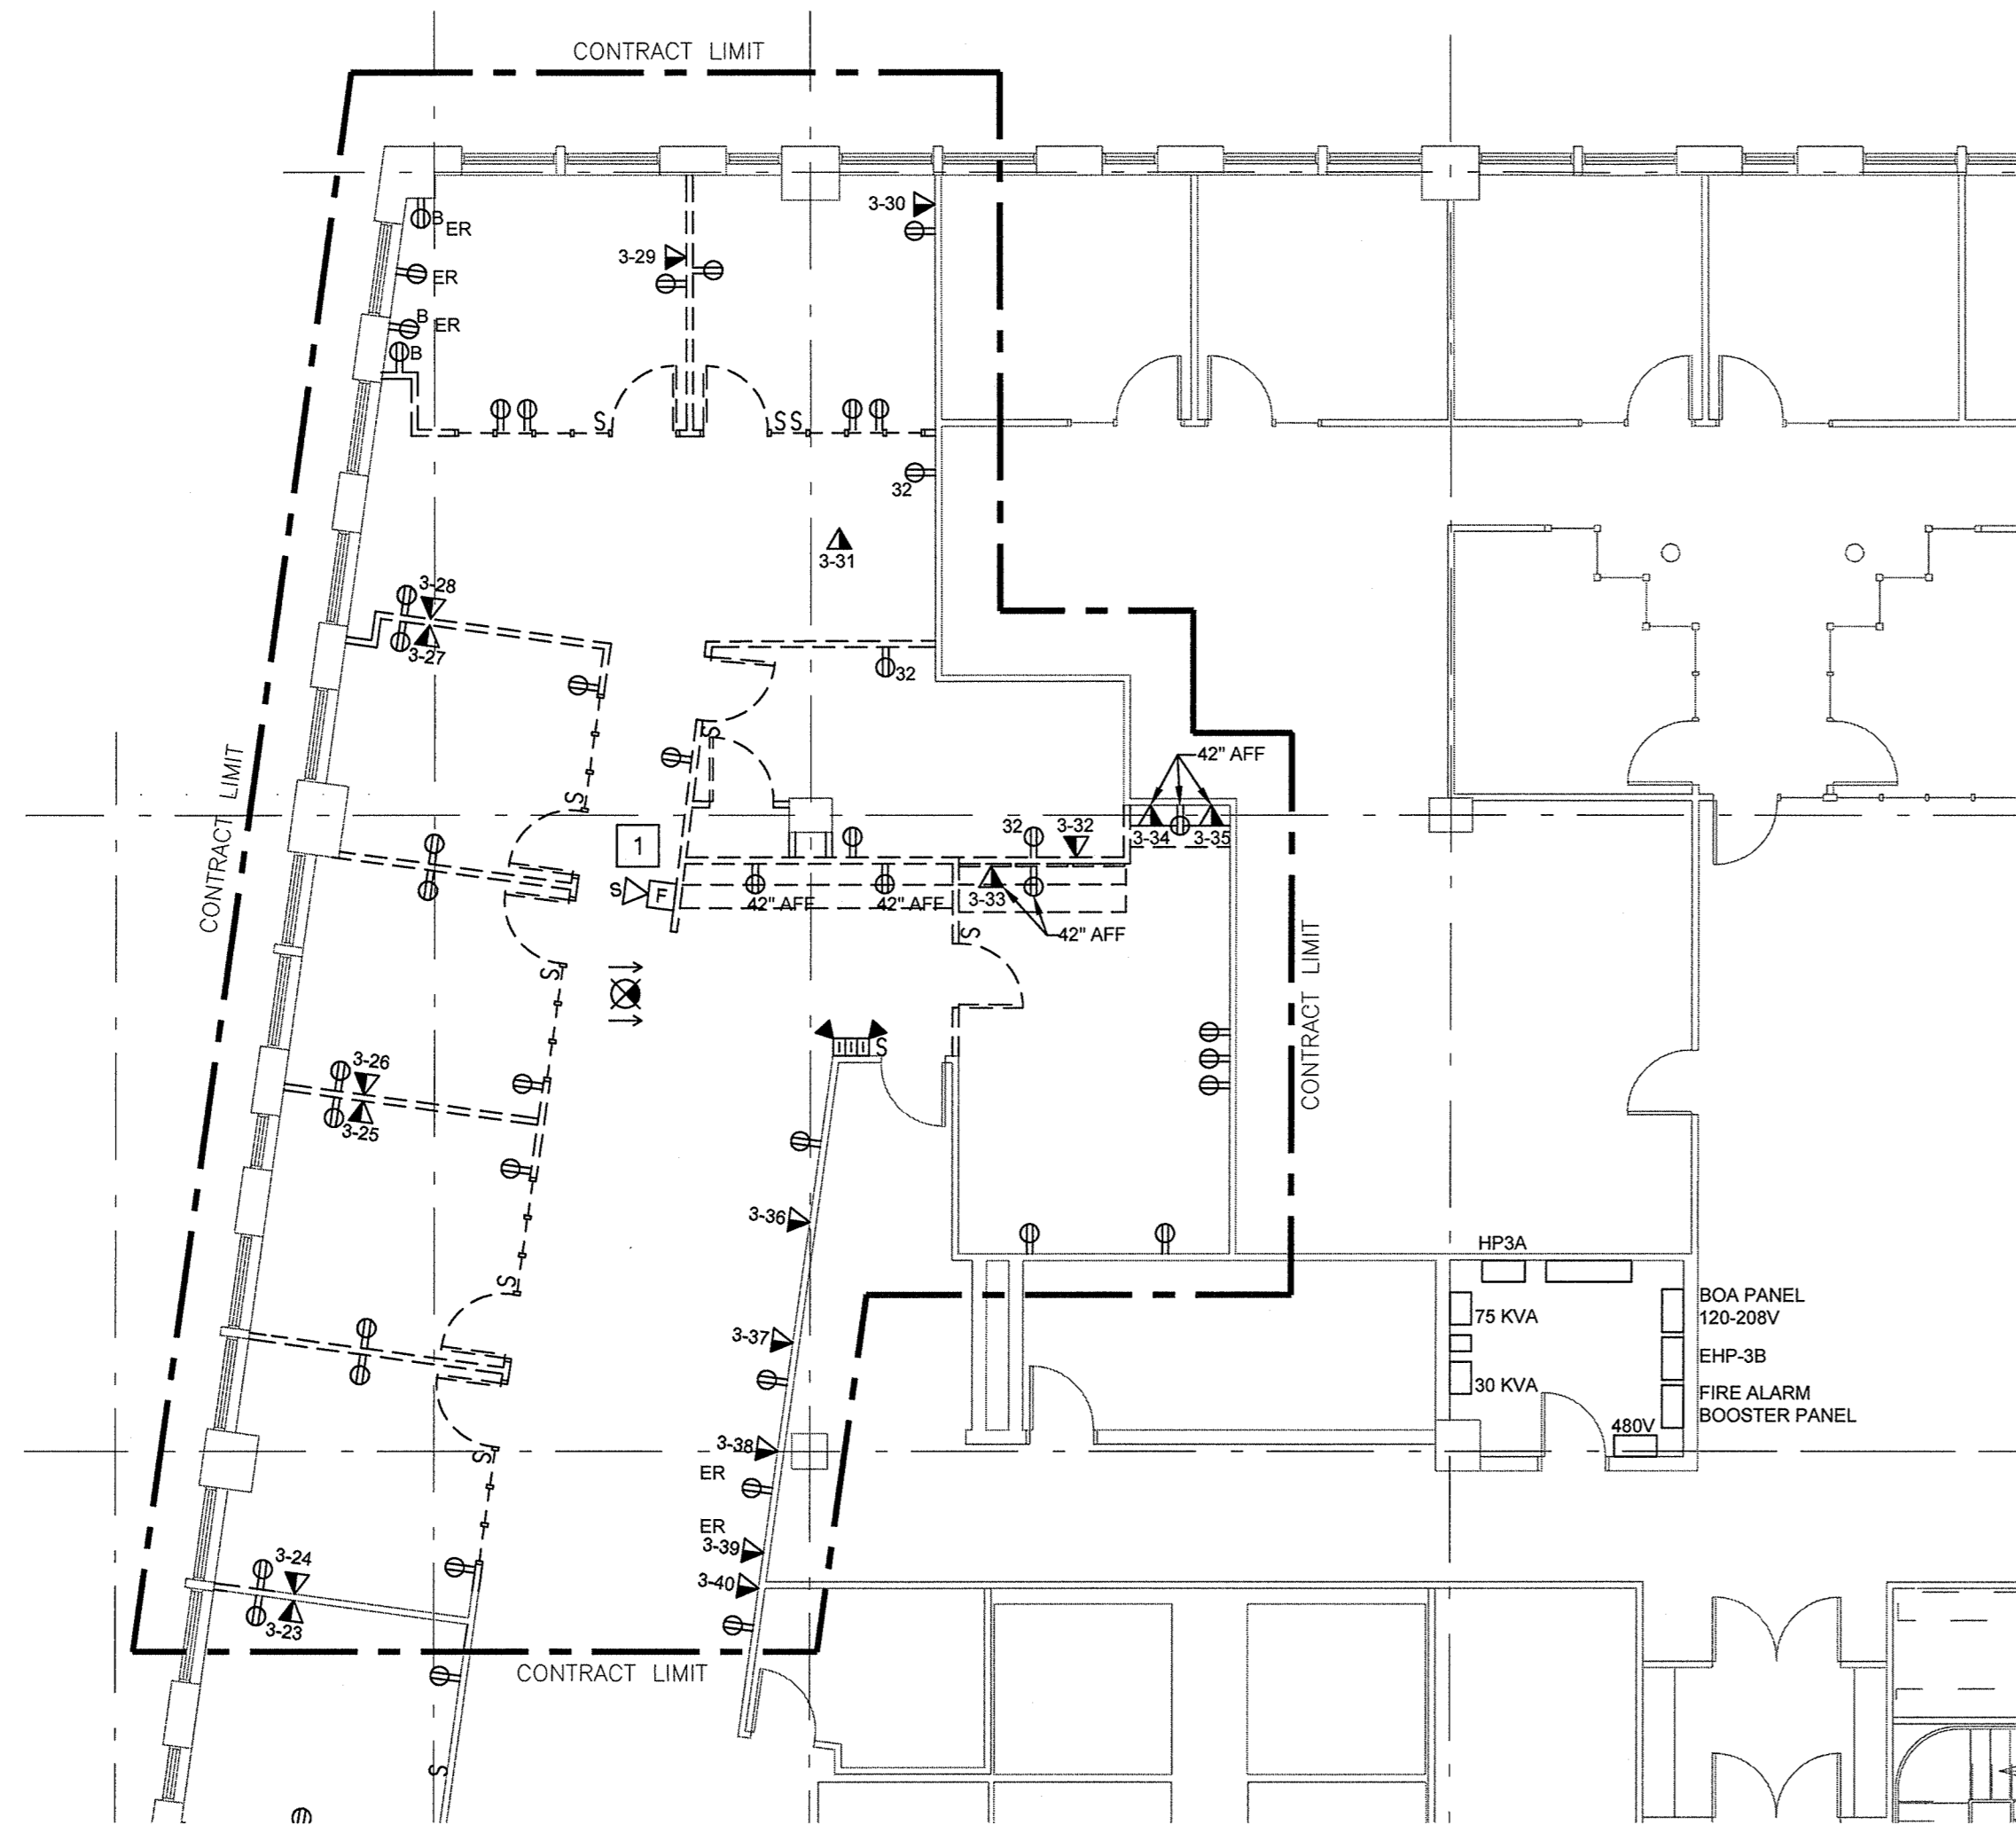 CONTRACT LIMIT
3-30
B
ER
3-29
ER
B
ER
B
S
SS
32
3-31
3-28
3-27
32
S
42" AFF
CONTRACT LIMIT
S
1
32
3-32
3-34
3-35
S
F
42" AFF
42" AFF
3-33
42" AFF
S
S
CONTRACT LIMIT
S
3-26
3-25
3-36
HP3A
S
BOA PANEL
120-208V
75 KVA
3-37
EHP-3B
30 KVA
FIRE ALARM
BOOSTER PANEL
480V
3-38
S
ER
ER
3-39
3-24
3-40
3-23
CONTRACT LIMIT
S